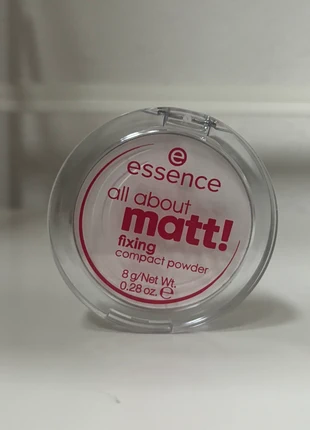 e
essence
all about
matt!
fixing
compact powder
8 g/Net Wt.
0.28 oz. ℮